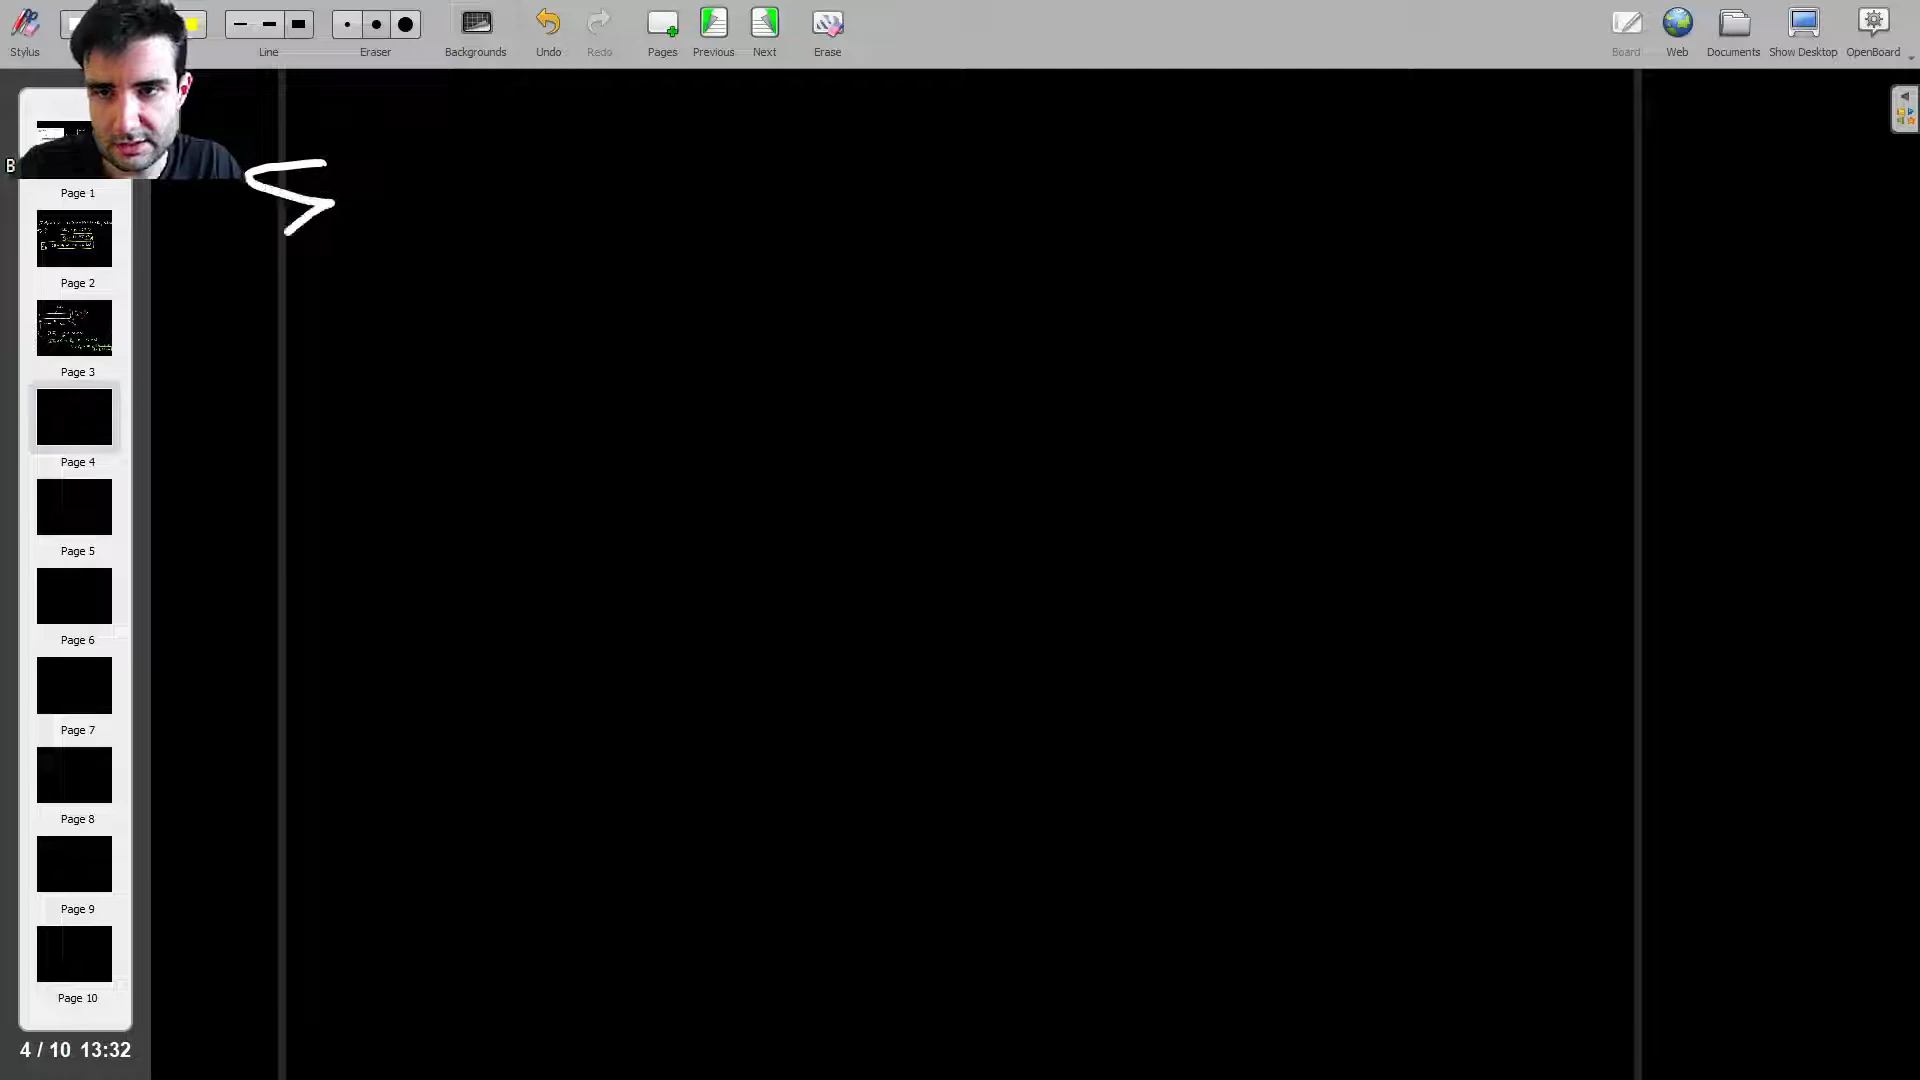 Stylus
Line
Eraser
Backgrounds
Undo
Redo
Pages
Previous
Next
Erase
Board
Web
Documents
Show Desktop
OpenBoard
B
Page 1
Page 2
Page 3
Page 4
Page 5
Page 6
Page 7
Page 8
Page 9
Page 10
4 / 10 13:32